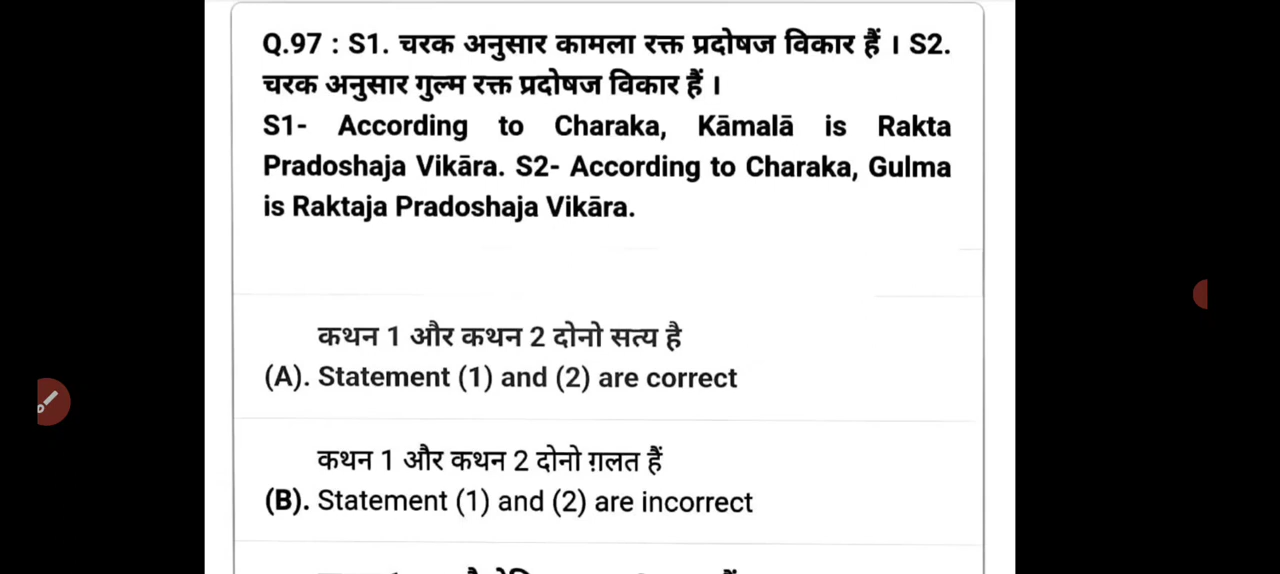 Q.97 : S1. चरक अनुसार कामला रक्त प्रदोषज विकार हैं । S2.
चरक अनुसार गुल्म रक्त प्रदोषज विकार हैं ।
S1- According to Charaka, Kāmalā is Rakta
Pradoshaja Vikāra. S2- According to Charaka, Gulma
is Raktaja Pradoshaja Vikāra.
कथन 1 और कथन 2 दोनो सत्य है
(A). Statement (1) and (2) are correct
कथन 1 और कथन 2 दोनो ग़लत हैं
(B). Statement (1) and (2) are incorrect